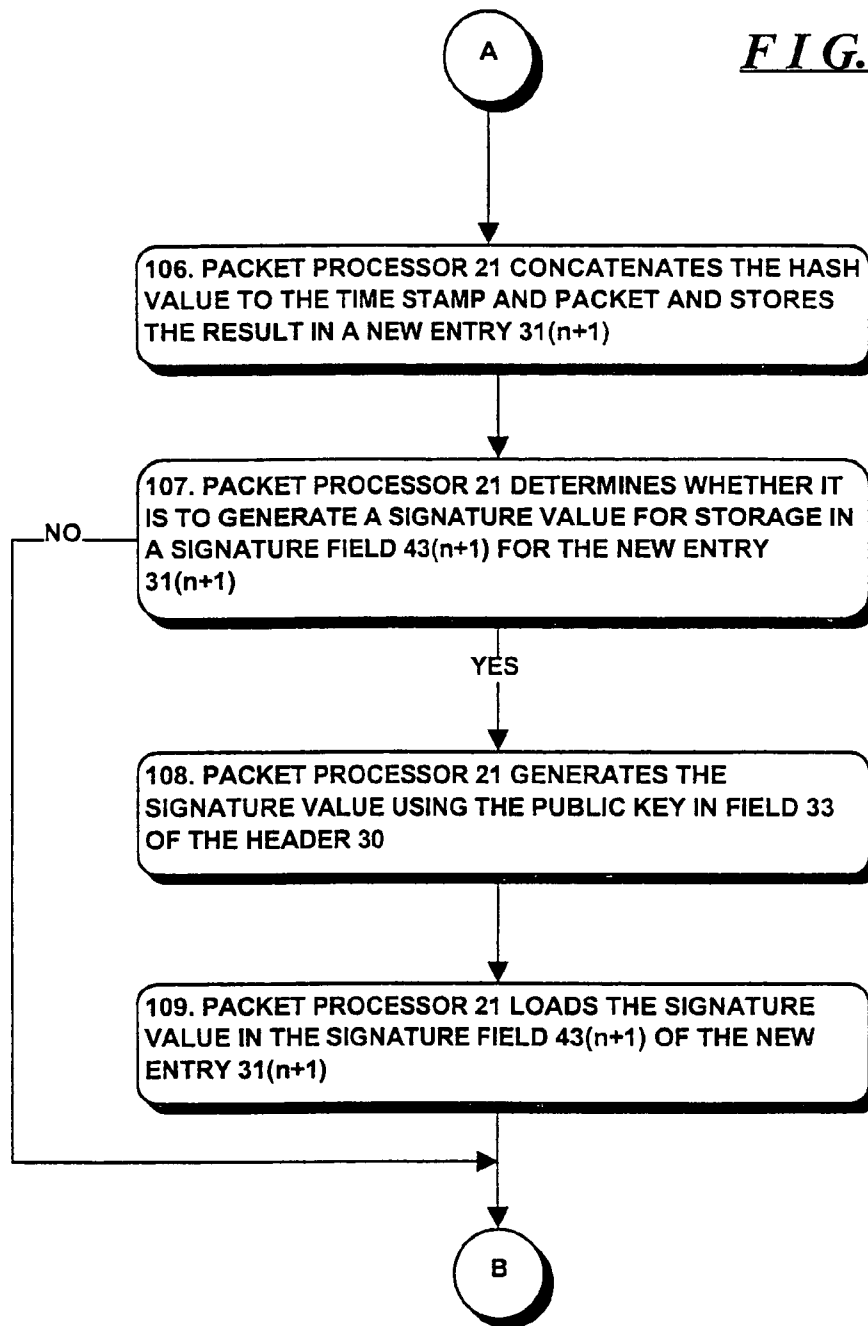 A
F I G.
106. PACKET PROCESSOR 21 CONCATENATES THE HASH
VALUE TO THE TIME STAMP AND PACKET AND STORES
THE RESULT IN A NEW ENTRY 31(n+1)
107. PACKET PROCESSOR 21 DETERMINES WHETHER IT
IS TO GENERATE A SIGNATURE VALUE FOR STORAGE IN
A SIGNATURE FIELD 43(n+1) FOR THE NEW ENTRY
31(n+1)
NO
YES
108. PACKET PROCESSOR 21 GENERATES THE
SIGNATURE VALUE USING THE PUBLIC KEY IN FIELD 33
OF THE HEADER 30
109. PACKET PROCESSOR 21 LOADS THE SIGNATURE
VALUE IN THE SIGNATURE FIELD 43(n+1) OF THE NEW
ENTRY 31(n+1)
B